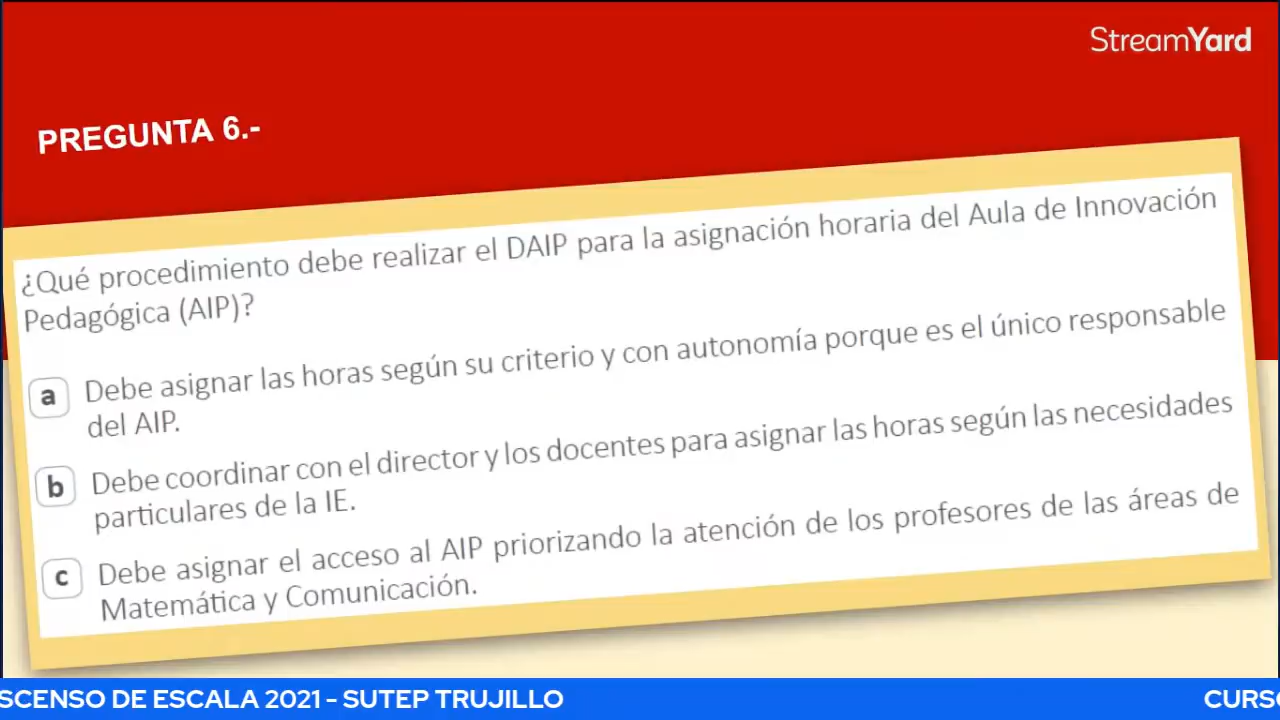 StreamYard
PREGUNTA 6.-
¿Qué procedimiento debe realizar el DAIP para la asignación horaria del Aula de Innovación
Pedagógica (AIP)?
a Debe asignar las horas según su criterio y con autonomía porque es el único responsable
del AIP.
b Debe coordinar con el director y los docentes para asignar las horas según las necesidades
particulares de la IE.
c Debe asignar el acceso al AIP priorizando la atención de los profesores de las áreas de
Matemática y Comunicación.
SCENSO DE ESCALA 2021 - SUTEP TRUJILLO CURSO